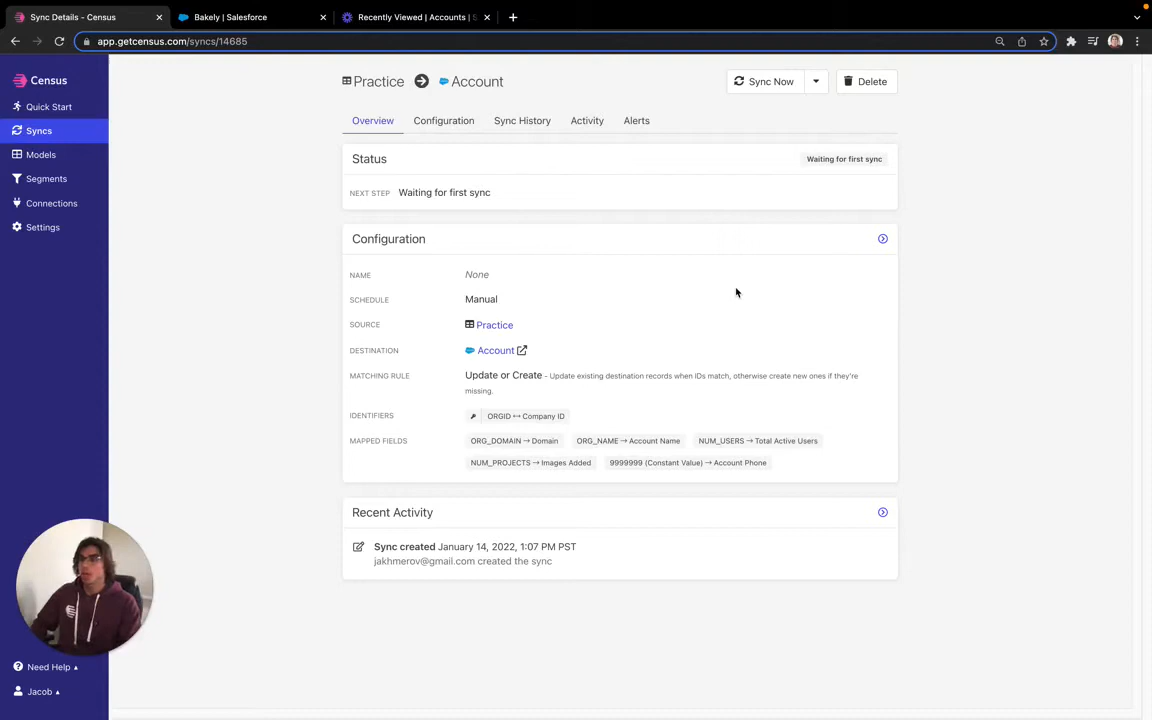 Sync Details - Census
Bakely | Salesforce
Recently Viewed | Accounts | S
app.getcensus.com/syncs/14685
Census
Quick Start
Syncs
Models
Segments
Connections
Settings
Need Help
Jacob
Practice
Account
Sync Now
Delete
Overview
Configuration
Sync History
Activity
Alerts
Status
Waiting for first sync
NEXT STEP Waiting for first sync
Configuration
NAME None
SCHEDULE Manual
SOURCE Practice
DESTINATION Account
MATCHING RULE Update or Create - Update existing destination records when IDs match, otherwise create new ones if they're
missing.
IDENTIFIERS ORGID ↔ Company ID
MAPPED FIELDS ORG_DOMAIN → Domain ORG_NAME → Account Name NUM_USERS → Total Active Users
NUM_PROJECTS → Images Added 9999999 (Constant Value) → Account Phone
Recent Activity
Sync created January 14, 2022, 1:07 PM PST
jakhmerov@gmail.com created the sync